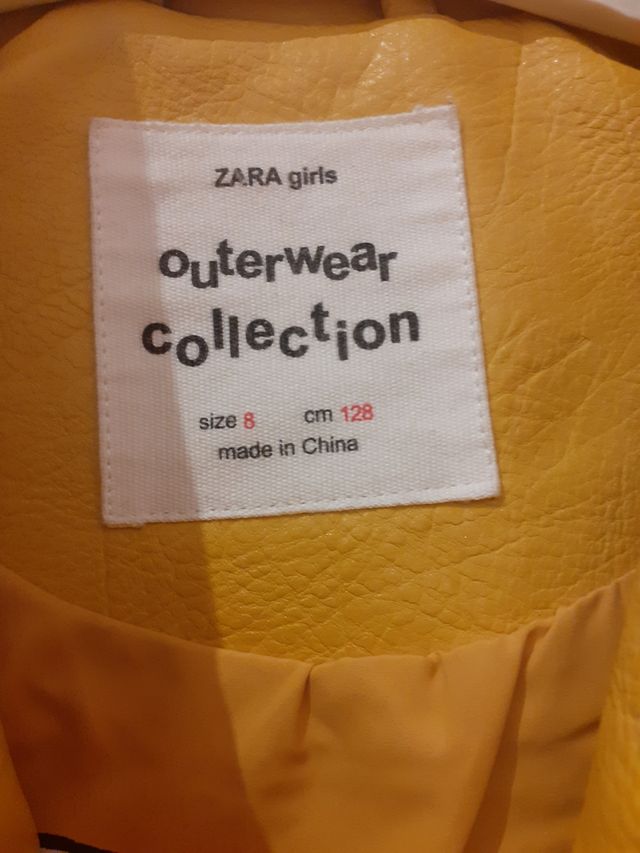 ZARA girls
outerwear
collection
size 8 cm 128
made in China